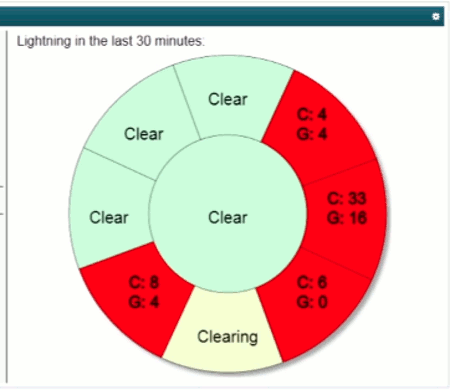 Lightning in the last 30 minutes:
Clear
C: 4
G: 4
Clear
C: 33
G: 16
Clear
Clear
C: 8
G: 4
C: 6
G: 0
Clearing